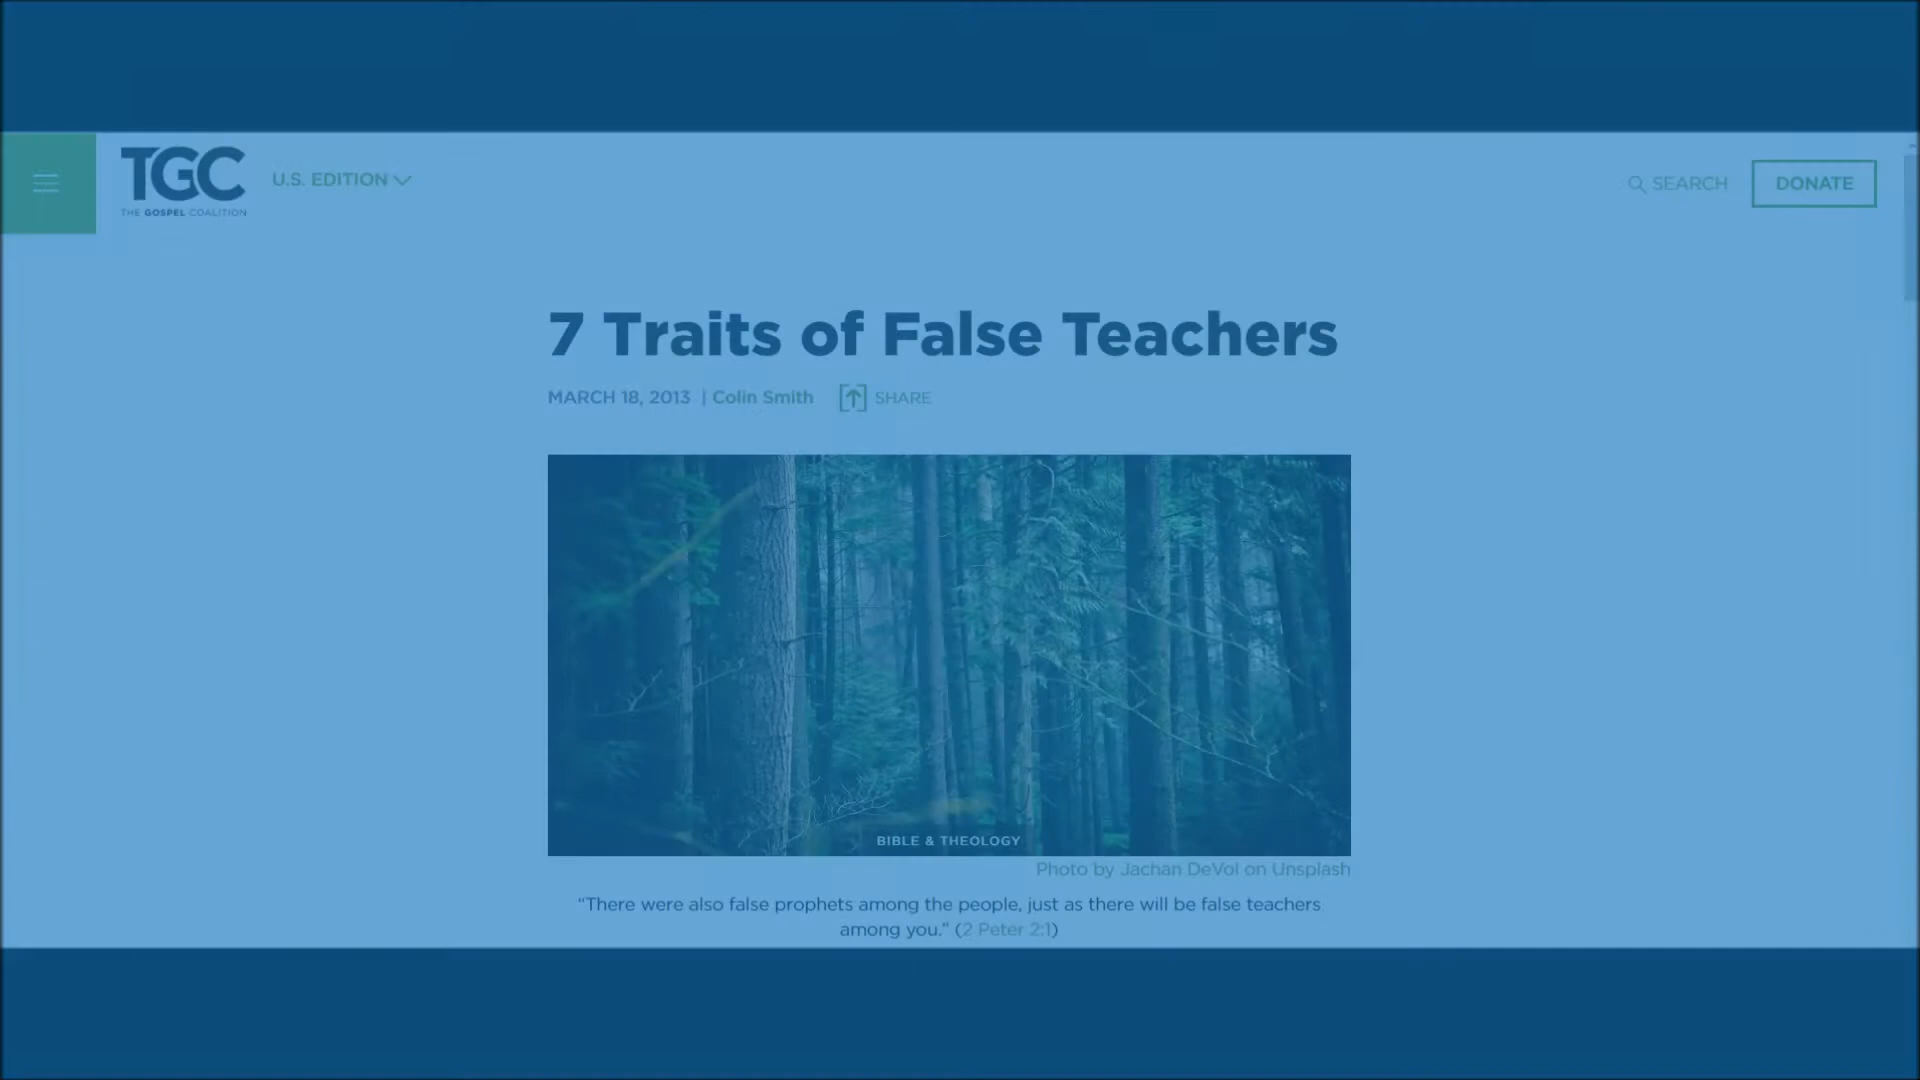 TGC
THE GOSPEL COALITION
U.S. EDITION
SEARCH
DONATE
7 Traits of False Teachers
MARCH 18, 2013 | Colin Smith
SHARE
BIBLE & THEOLOGY
Photo by Jachan DeVol on Unsplash
“There were also false prophets among the people, just as there will be false teachers
among you.” (2 Peter 2:1)